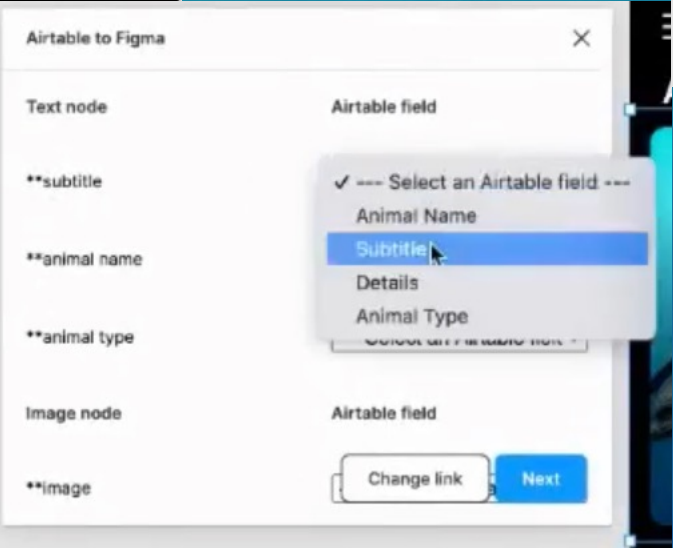 Airtable to Figma
Text node Airtable field
**subtitle
✓ --- Select an Airtable field ---
Animal Name
Subtitle
Details
Animal Type
**animal name
**animal type
Image node Airtable field
**image
Change link Next